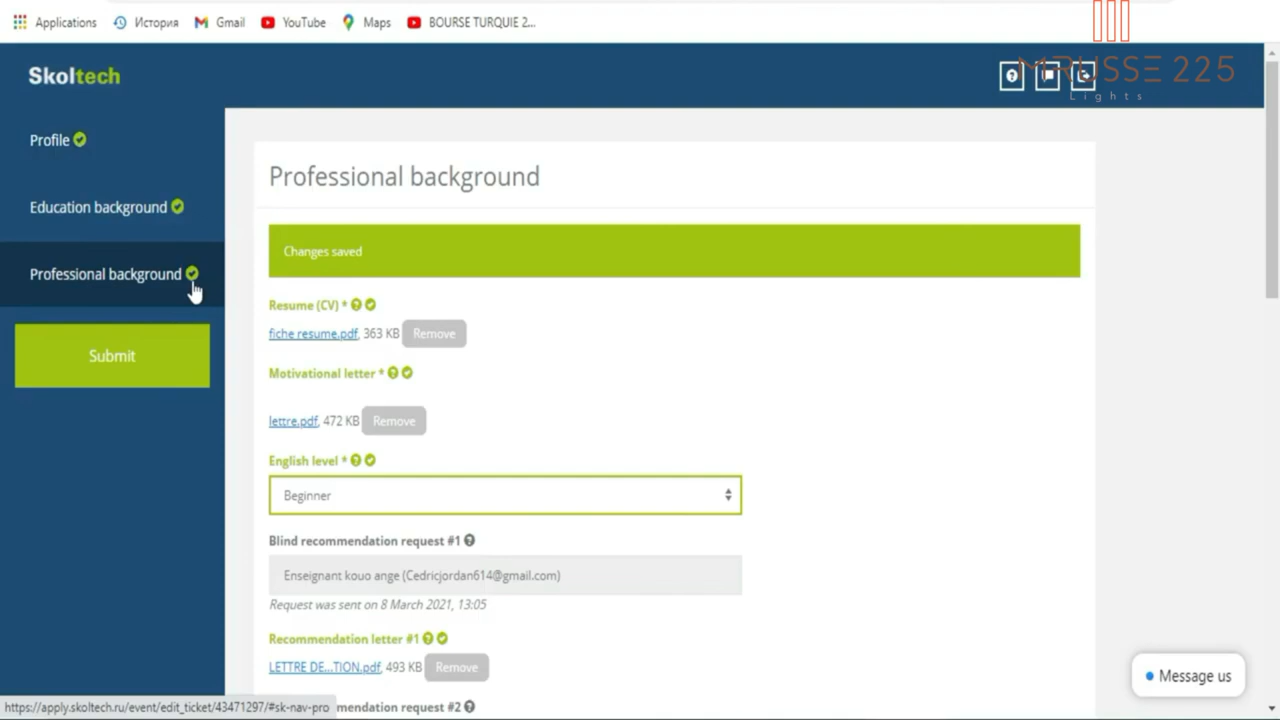 Applications История Gmail YouTube Maps BOURSE TURQUIE 2...
Skoltech
MRUSSE 225
Lights
Profile
Education background
Professional background
Submit
Professional background
Changes saved
Resume (CV) *
fiche resume.pdf, 363 KB Remove
Motivational letter *
lettre.pdf, 472 KB Remove
English level *
Beginner
Blind recommendation request #1
Enseignant kouo ange (Cedricjordan614@gmail.com)
Request was sent on 8 March 2021, 13:05
Recommendation letter #1
LETTRE DE...TION.pdf, 493 KB Remove
Message us
https://apply.skoltech.ru/event/edit_ticket/43471297/#sk-nav-pro mendation request #2